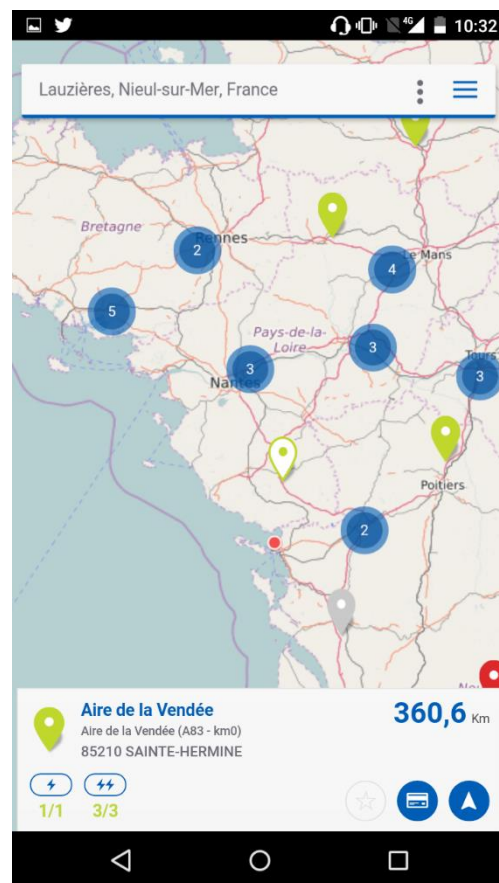 4G 10:32
Lauzières, Nieul-sur-Mer, France
Bretagne
Rennes
2
Le Mans
4
5
Pays-de-la-
Loire
3
3
Nantes
Tours
3
Poitiers
2
Aire de la Vendée
360,6 Km
Aire de la Vendée (A83 - km0)
85210 SAINTE-HERMINE
1/1 3/3